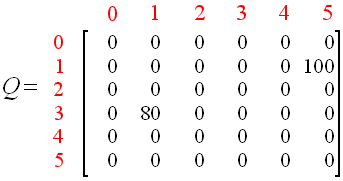 0 1 2 3 4 5
0 0 0 0 0 0 0
1 0 0 0 0 0 100
2 0 0 0 0 0 0
Q= 3 0 80 0 0 0 0
4 0 0 0 0 0 0
5 0 0 0 0 0 0